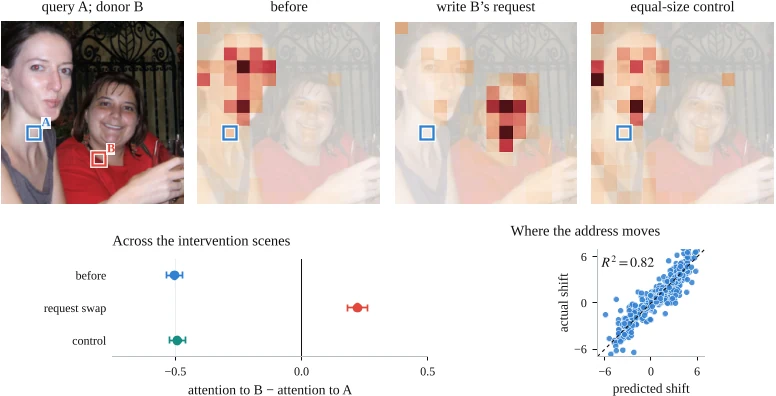 query A; donor B
before
write B's request
equal-size control
A
B
Across the intervention scenes
before
request swap
control
−0.5
0.0
0.5
attention to B − attention to A
Where the address moves
R² = 0.82
6
0
−6
actual shift
−6
0
6
predicted shift